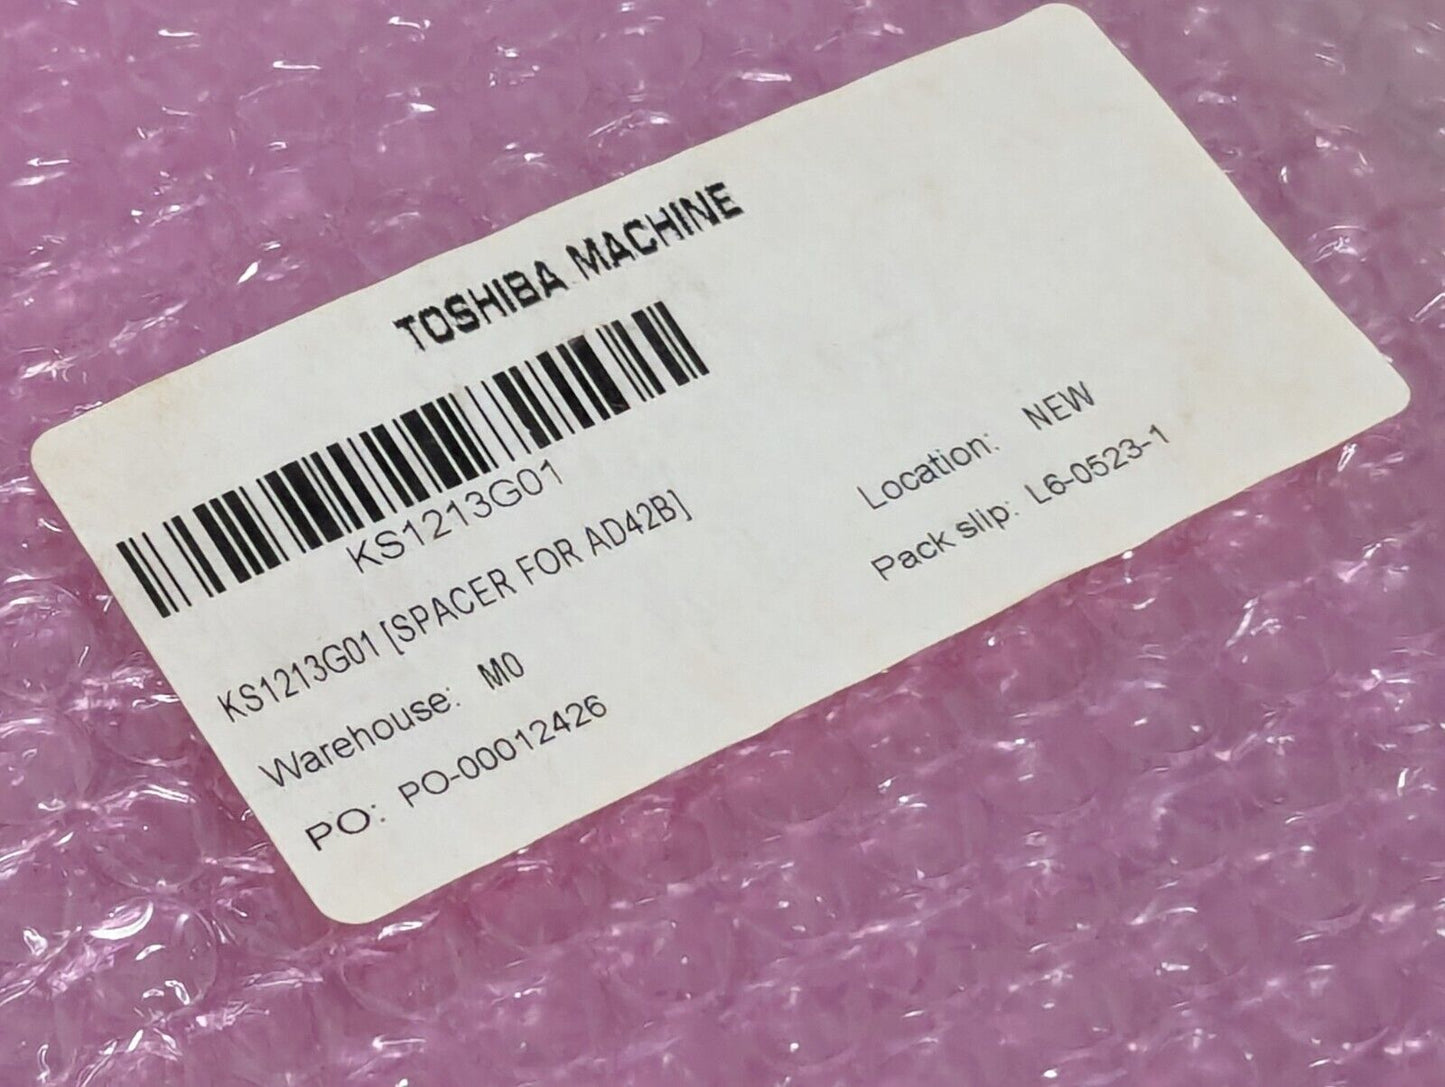 TOSHIBA MACHINE
KS1213G01
KS1213G01 [SPACER FOR AD42B]
Warehouse: M0
Location: NEW
PO: PO-00012426
Pack slip: L6-0523-1